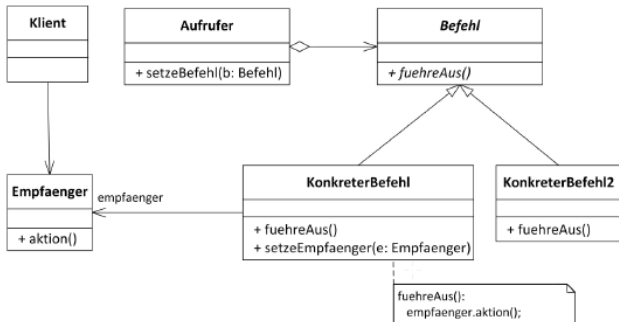 Klient
Aufrufer
+ setzeBefehl(b: Befehl)
Befehl
+ fuehreAus()
Empfaenger
+ aktion()
empfaenger
KonkreterBefehl
+ fuehreAus()
+ setzeEmpfaenger(e: Empfaenger)
KonkreterBefehl2
+ fuehreAus()
fuehreAus():
empfaenger.aktion();